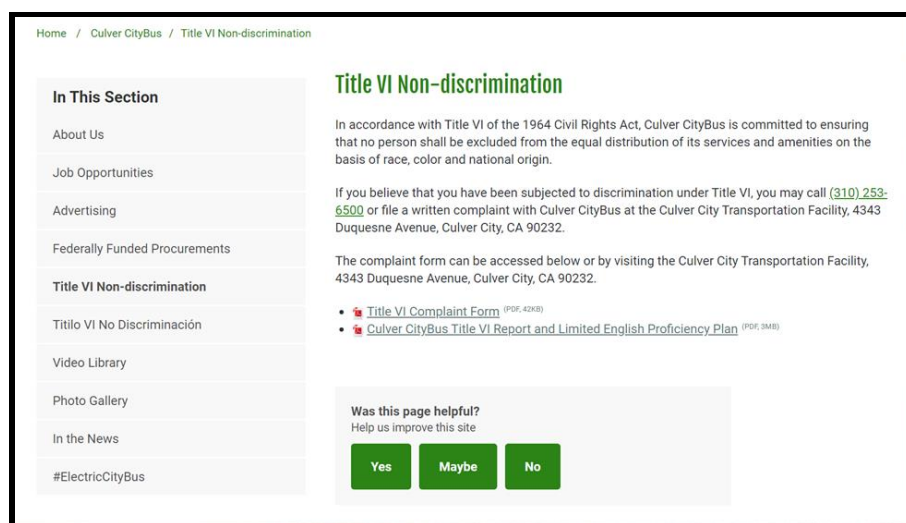 Home / Culver CityBus / Title VI Non-discrimination
In This Section
About Us
Job Opportunities
Advertising
Federally Funded Procurements
Title VI Non-discrimination
Titilo VI No Discriminación
Video Library
Photo Gallery
In the News
#ElectricCityBus
Title VI Non-discrimination
In accordance with Title VI of the 1964 Civil Rights Act, Culver CityBus is committed to ensuring
that no person shall be excluded from the equal distribution of its services and amenities on the
basis of race, color and national origin.
If you believe that you have been subjected to discrimination under Title VI, you may call (310) 253-
6500 or file a written complaint with Culver CityBus at the Culver City Transportation Facility, 4343
Duquesne Avenue, Culver City, CA 90232.
The complaint form can be accessed below or by visiting the Culver City Transportation Facility,
4343 Duquesne Avenue, Culver City, CA 90232.
• Title VI Complaint Form (PDF, 42KB)
• Culver CityBus Title VI Report and Limited English Proficiency Plan (PDF, 3MB)
Was this page helpful?
Help us improve this site
Yes Maybe No